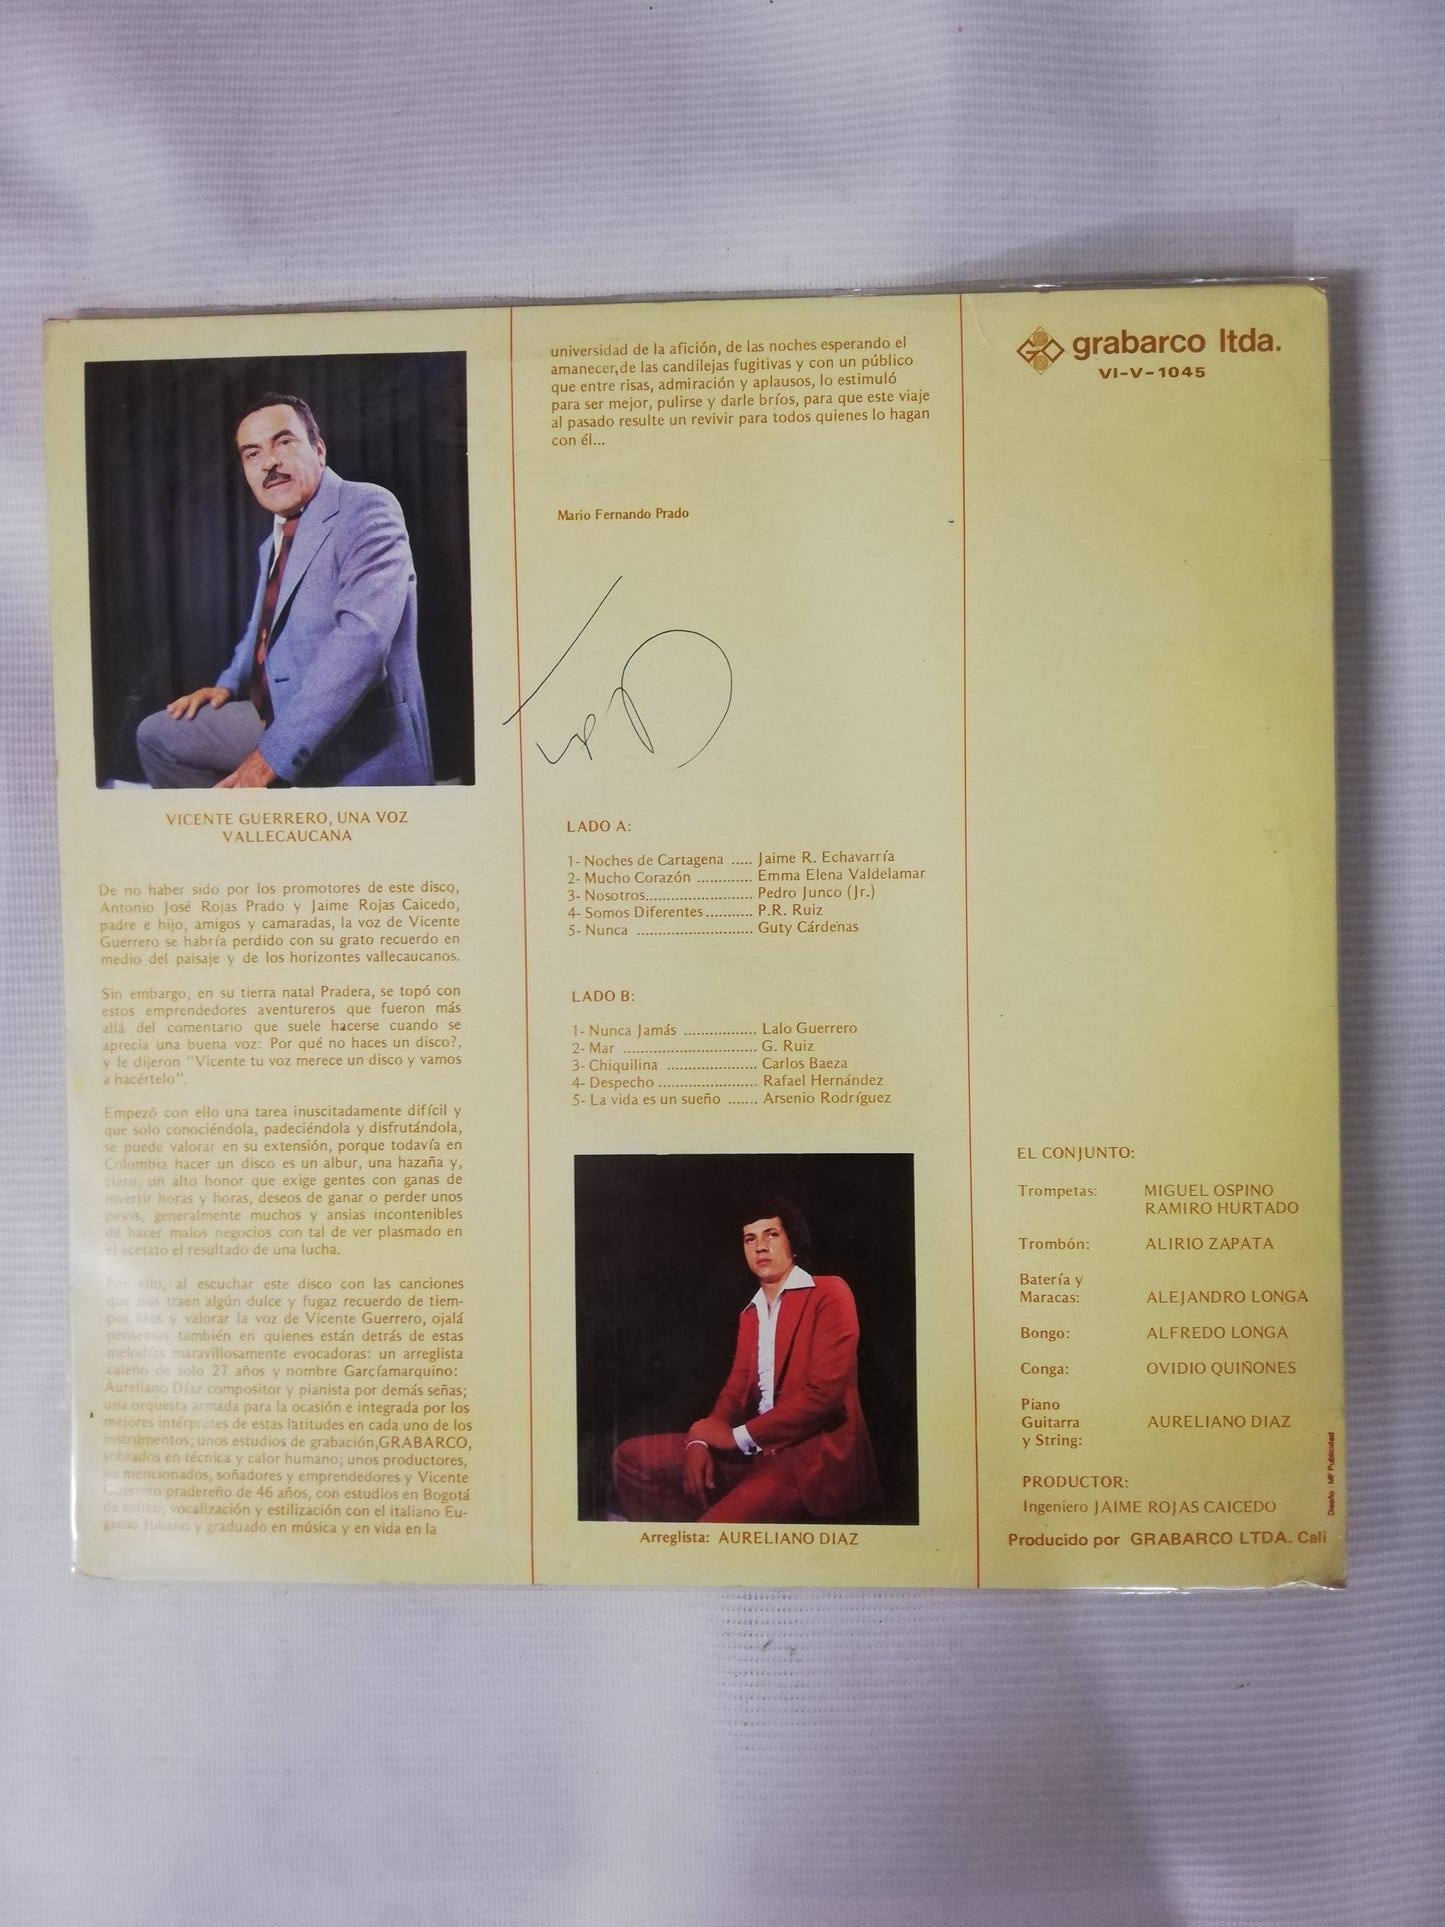 VICENTE GUERRERO, UNA VOZ
VALLECAUCANA
De no haber sido por los promotores de este disco,
Antonio José Rojas Prado y Jaime Rojas Caicedo,
padre e hijo, amigos y camaradas, la voz de Vicente
Guerrero se habría perdido con su grato recuerdo en
medio del paisaje y de los horizontes vallecaucanos.
Sin embargo, en su tierra natal Pradera, se topó con
estos emprendedores aventureros que fueron más
allá del comentario que suele hacerse cuando se
aprecia una buena voz: Por qué no haces un disco?,
y le dijeron "Vicente tu voz merece un disco y vamos
a hacértelo".
Empezó con ello una tarea inuscitadamente difícil y
que solo conociéndola, padeciéndola y disfrutándola,
se puede valorar en su extensión, porque todavía en
Colombia hacer un disco es un albur, una hazaña y,
claro, un alto honor que exige gentes con ganas de
invertir horas y horas, deseos de ganar o perder unos
pesos, generalmente muchos y ansias incontenibles
de hacer malos negocios con tal de ver plasmado en
el acetato el resultado de una lucha.
Por ello, al escuchar este disco con las canciones
que nos traen algún dulce y fugaz recuerdo de tiem-
pos idos y valorar la voz de Vicente Guerrero, ojalá
pensemos también en quienes están detrás de estas
melodías maravillosamente evocadoras: un arreglista
caleño de solo 27 años y nombre Garcíamarquino:
Aureliano Díaz compositor y pianista por demás señas;
una orquesta armada para la ocasión e integrada por los
mejores intérpretes de estas latitudes en cada uno de los
instrumentos; unos estudios de grabación,GRABARCO,
sobrados en técnica y calor humano; unos productores,
ya mencionados, soñadores y emprendedores y Vicente
Guerrero pradereño de 46 años, con estudios en Bogotá
de solfeo, vocalización y estilización con el italiano Eu-
genio Juliano y graduado en música y en vida en la
universidad de la afición, de las noches esperando el
amanecer,de las candilejas fugitivas y con un público
que entre risas, admiración y aplausos, lo estimuló
para ser mejor, pulirse y darle bríos, para que este viaje
al pasado resulte un revivir para todos quienes lo hagan
con él...
Mario Fernando Prado
LADO A:
1- Noches de Cartagena ..... Jaime R. Echavarría
2- Mucho Corazón ............. Emma Elena Valdelamar
3- Nosotros......................... Pedro Junco (Jr.)
4- Somos Diferentes........... P.R. Ruiz
5- Nunca ........................... Guty Cárdenas
LADO B:
1- Nunca Jamás ................. Lalo Guerrero
2- Mar ............................... G. Ruiz
3- Chiquilina ..................... Carlos Baeza
4- Despecho ....................... Rafael Hernández
5- La vida es un sueño ....... Arsenio Rodríguez
Arreglista: AURELIANO DIAZ
grabarco ltda.
VI-V-1045
EL CONJUNTO:
Trompetas: MIGUEL OSPINO
RAMIRO HURTADO
Trombón: ALIRIO ZAPATA
Batería y
Maracas: ALEJANDRO LONGA
Bongo: ALFREDO LONGA
Conga: OVIDIO QUIÑONES
Piano
Guitarra AURELIANO DIAZ
y String:
PRODUCTOR:
Ingeniero JAIME ROJAS CAICEDO
Producido por GRABARCO LTDA. Cali
Diseño MF Publicidad